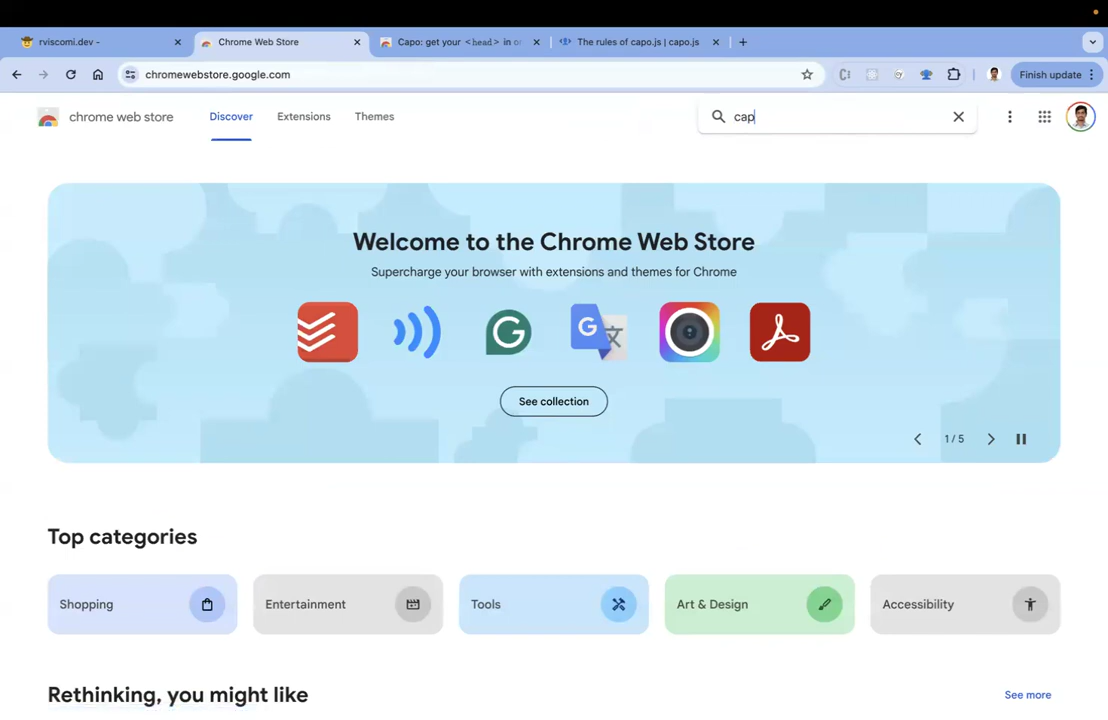 rviscomi.dev -
Chrome Web Store
Capo: get your <head> in or
The rules of capo.js | capo.js
chromewebstore.google.com
Finish update
chrome web store
Discover
Extensions
Themes
cap
Welcome to the Chrome Web Store
Supercharge your browser with extensions and themes for Chrome
See collection
1 / 5
Top categories
Shopping
Entertainment
Tools
Art & Design
Accessibility
Rethinking, you might like
See more